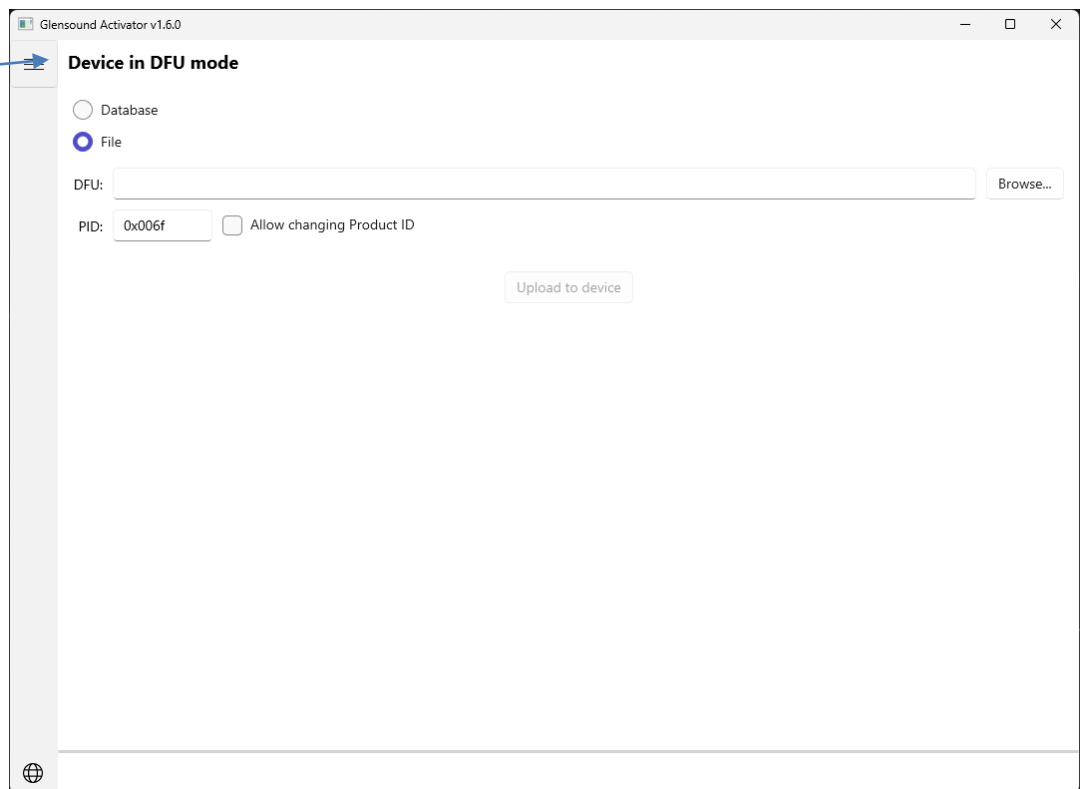 Glensound Activator v1.6.0
Device in DFU mode
Database
File
DFU: Browse...
PID: 0x006f Allow changing Product ID
Upload to device